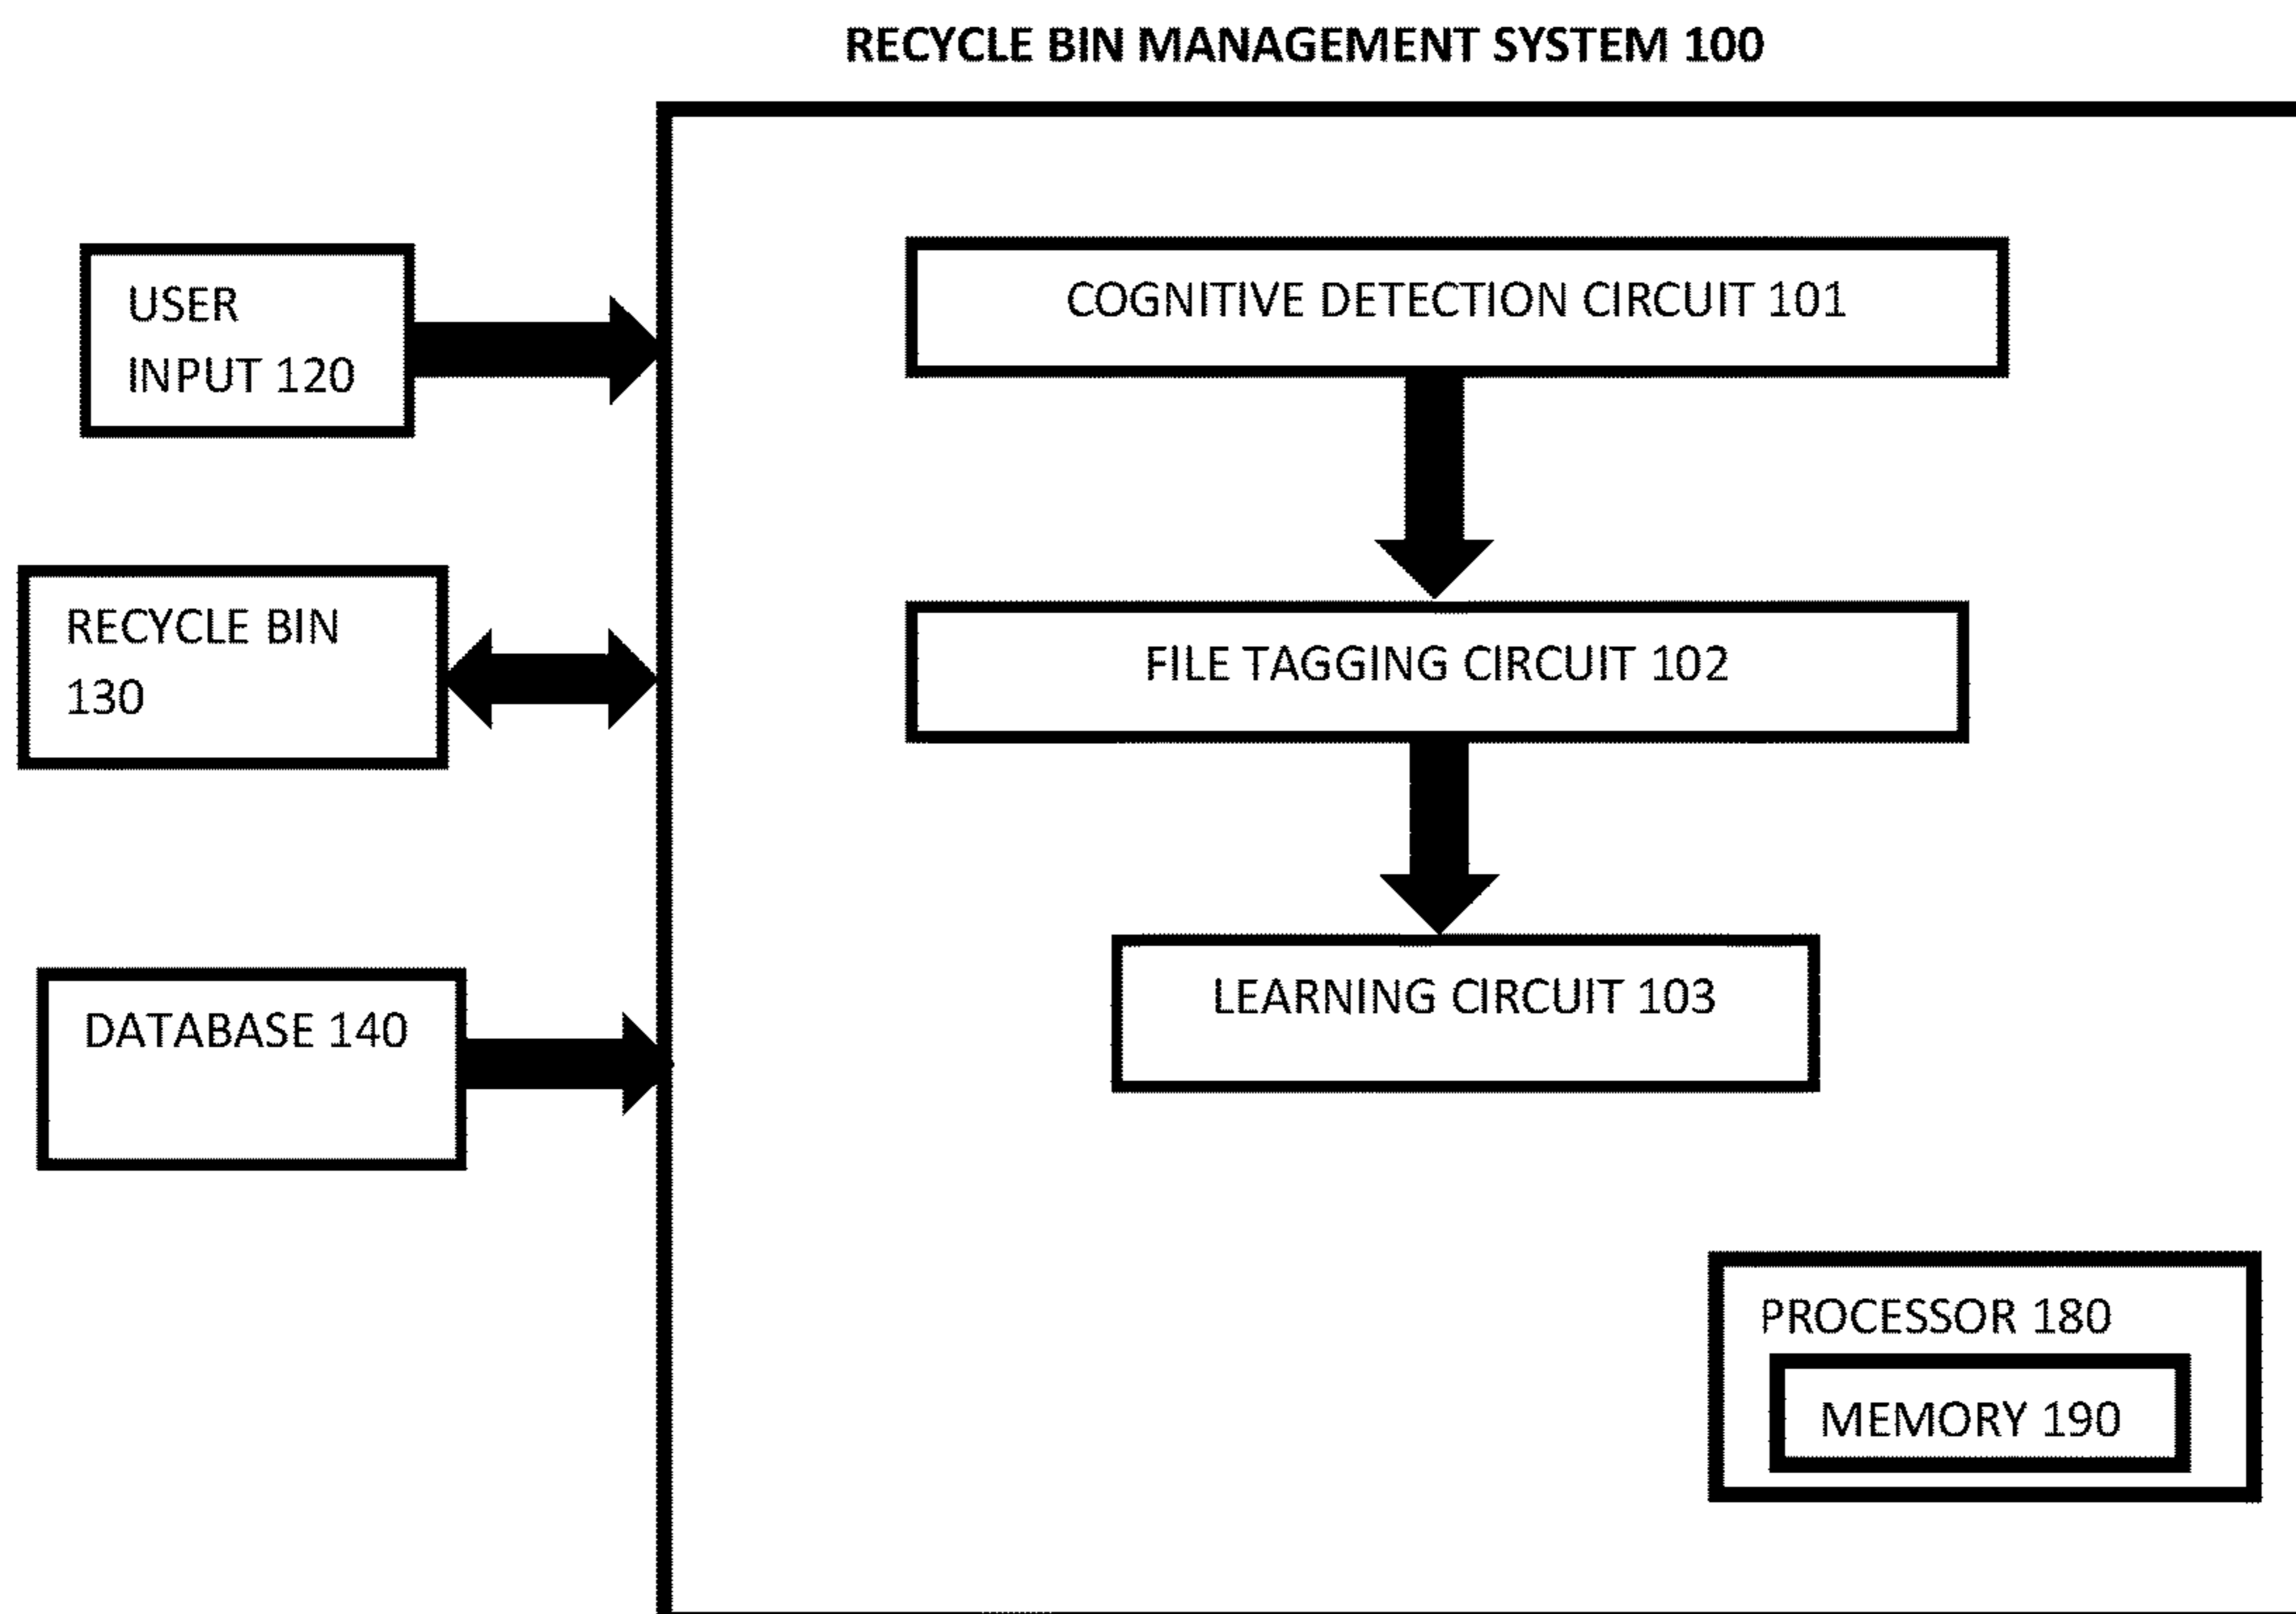 RECYCLE BIN MANAGEMENT SYSTEM 100
USER
INPUT 120
RECYCLE BIN
130
DATABASE 140
COGNITIVE DETECTION CIRCUIT 101
FILE TAGGING CIRCUIT 102
LEARNING CIRCUIT 103
PROCESSOR 180
MEMORY 190